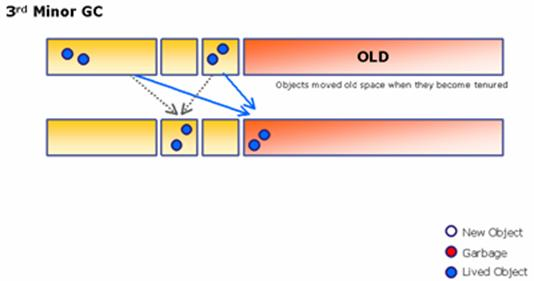 3rd Minor GC
OLD
Objects moved old space when they become tenured
New Object
Garbage
Lived Object